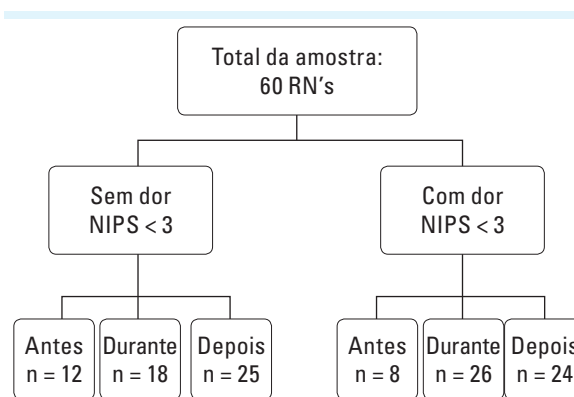 Total da amostra:
60 RN's
Sem dor
NIPS < 3
Com dor
NIPS < 3
Antes
n = 12
Durante
n = 18
Depois
n = 25
Antes
n = 8
Durante
n = 26
Depois
n = 24